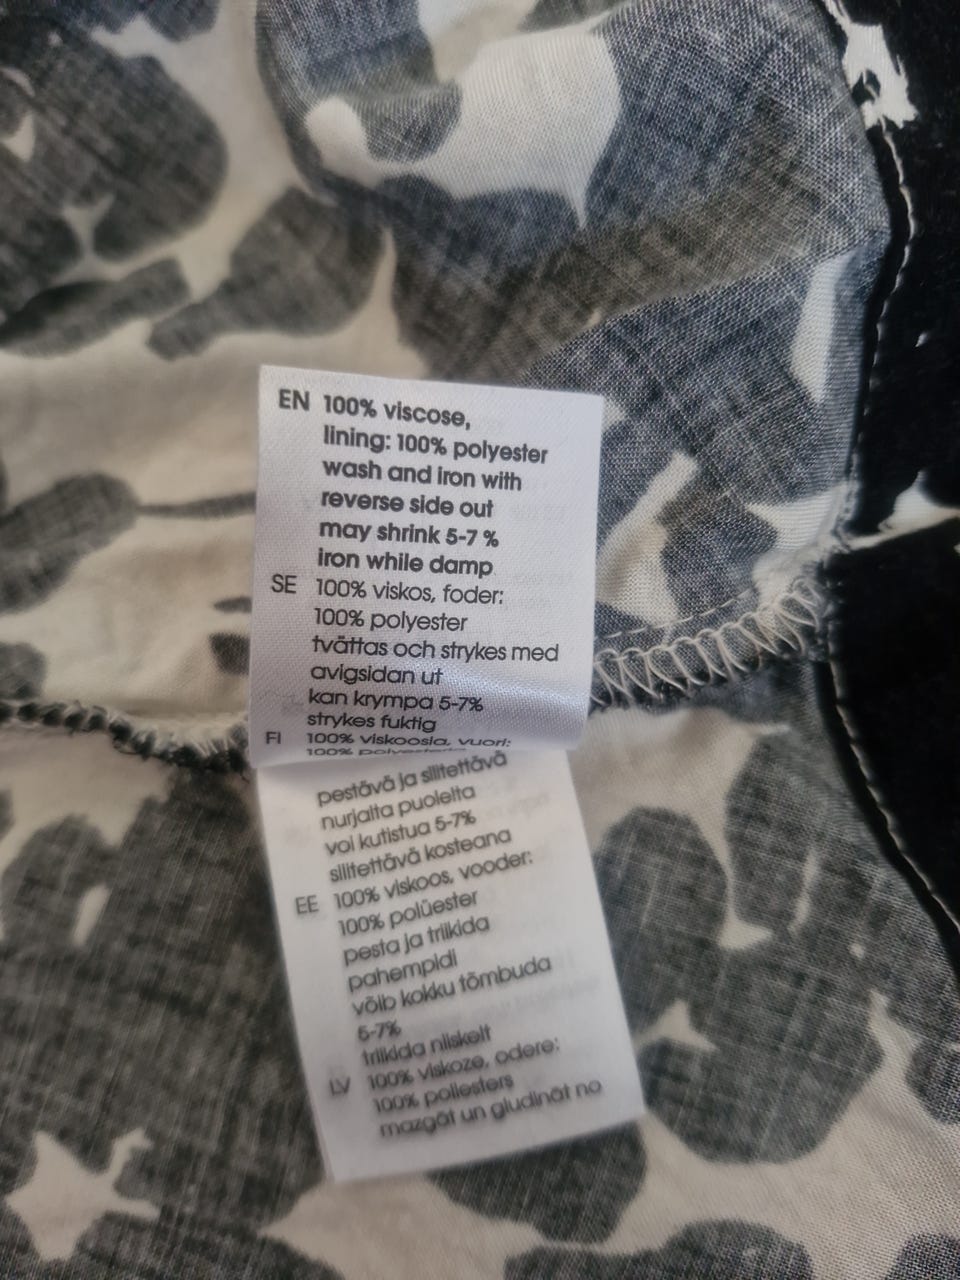 EN 100% viscose,
lining: 100% polyester
wash and iron with
reverse side out
may shrink 5-7 %
iron while damp
SE 100% viskos, foder:
100% polyester
tvättas och strykes med
avigsidan ut
kan krympa 5-7%
strykes fuktig
FI 100% viskoosia, vuori:
100% polyesteria
pestävä ja silitettävä
nurjalta puolelta
voi kutistua 5-7%
silitettävä kosteana
EE 100% viskoos, vooder:
100% polüester
pesta ja triikida
pahempidi
võib kokku tõmbuda
5-7%
triikida niiskelt
LV 100% viskoze, odere:
100% poliesters
mazgāt un gludināt no